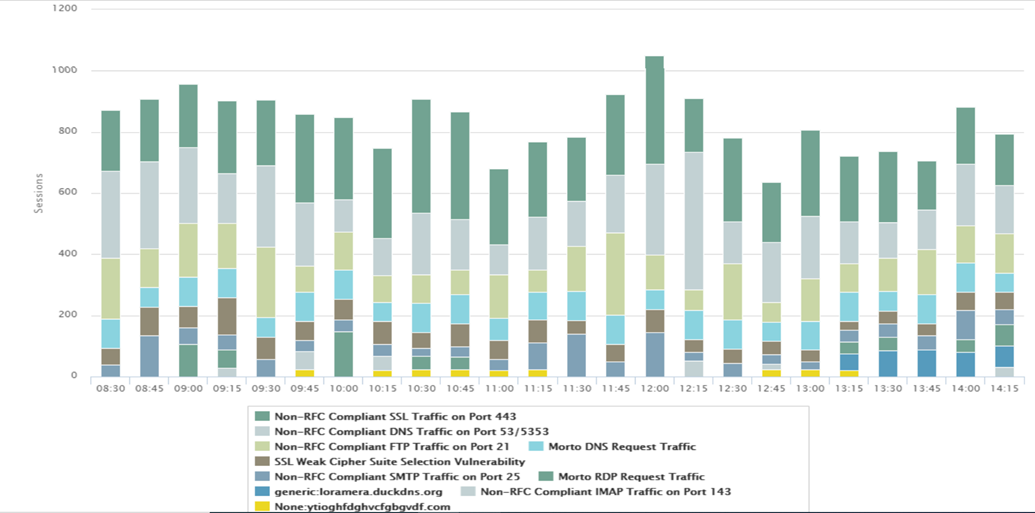 1200
1000
800
600
400
200
0
Sessions
08:30 08:45 09:00 09:15 09:30 09:45 10:00 10:15 10:30 10:45 11:00 11:15 11:30 11:45 12:00 12:15 12:30 12:45 13:00 13:15 13:30 13:45 14:00 14:15
Non-RFC Compliant SSL Traffic on Port 443
Non-RFC Compliant DNS Traffic on Port 53/5353
Non-RFC Compliant FTP Traffic on Port 21 Morto DNS Request Traffic
SSL Weak Cipher Suite Selection Vulnerability
Non-RFC Compliant SMTP Traffic on Port 25 Morto RDP Request Traffic
generic:loramera.duckdns.org Non-RFC Compliant IMAP Traffic on Port 143
None:ytioghfdghvcfgbgvdf.com